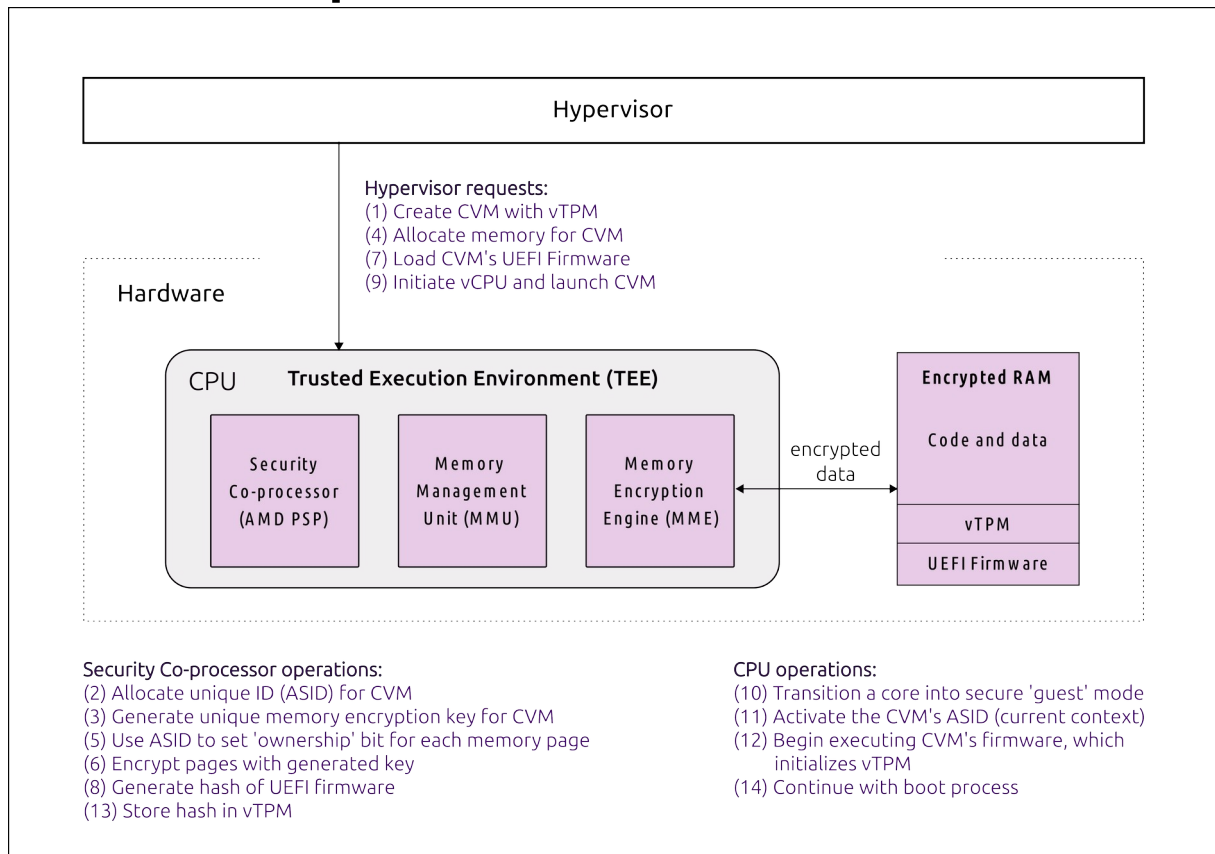 Hypervisor
Hypervisor requests:
(1) Create CVM with vTPM
(4) Allocate memory for CVM
(7) Load CVM's UEFI Firmware
(9) Initiate vCPU and launch CVM
Hardware
CPU
Trusted Execution Environment (TEE)
Security
Co-processor
(AMD PSP)
Memory
Management
Unit (MMU)
Memory
Encryption
Engine (MME)
encrypted
data
Encrypted RAM
Code and data
vTPM
UEFI Firmware
Security Co-processor operations:
(2) Allocate unique ID (ASID) for CVM
(3) Generate unique memory encryption key for CVM
(5) Use ASID to set 'ownership' bit for each memory page
(6) Encrypt pages with generated key
(8) Generate hash of UEFI firmware
(13) Store hash in vTPM
CPU operations:
(10) Transition a core into secure 'guest' mode
(11) Activate the CVM's ASID (current context)
(12) Begin executing CVM's firmware, which
initializes vTPM
(14) Continue with boot process